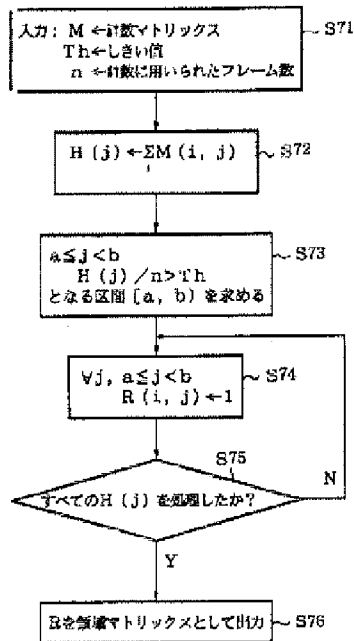 入力: M ←計数マトリックス
Th←しきい値
n ←計数に用いられたフレーム数
S71
H (j) ←ΣM (i, j)
i
S72
a≦j<b
H (j) /n>Th
となる区間 [a, b) を求める
S73
∀j, a≦j<b
R (i, j) ←1
S74
S75
すべてのH (j) を処理したか?
N
Y
Rを領域マトリックスとして出力
S76